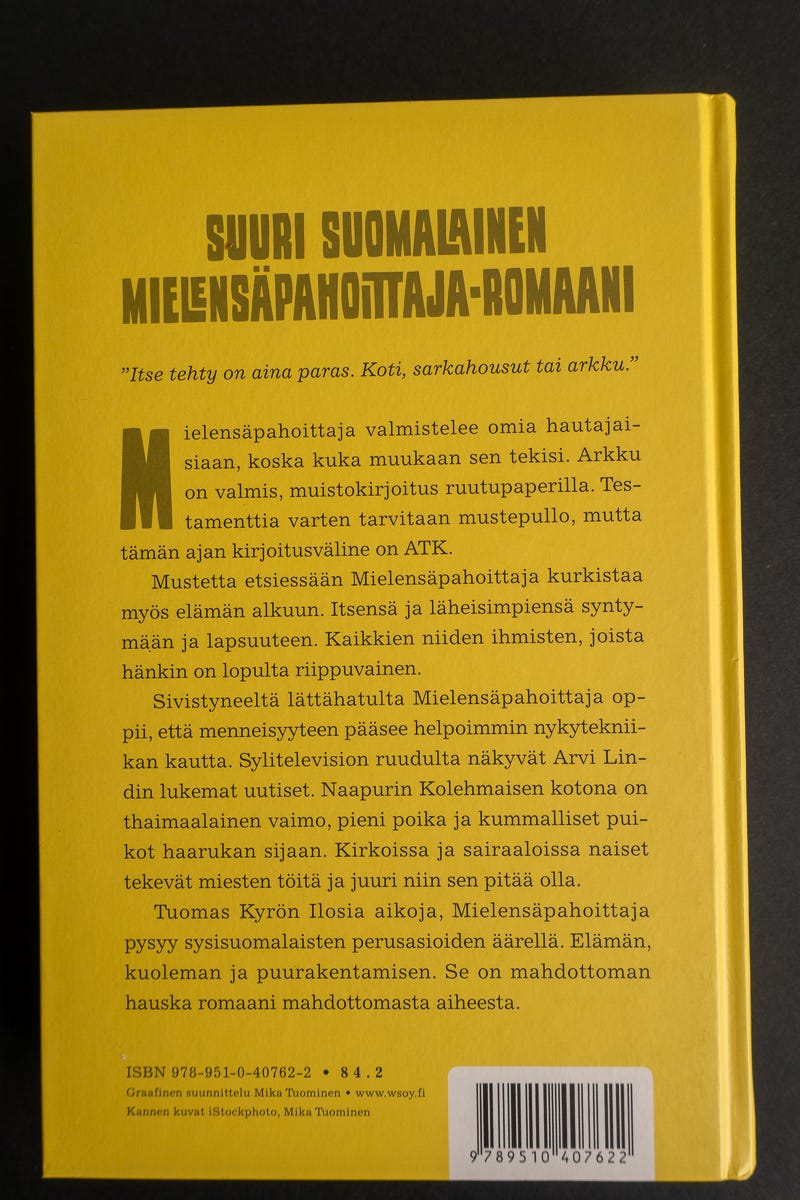 SUURI SUOMALAINEN
MIELENSÄPAHOITTAJA-ROMAANI
”Itse tehty on aina paras. Koti, sarkahousut tai arkku.”
Mielensäpahoittaja valmistelee omia hautajai-
siaan, koska kuka muukaan sen tekisi. Arkku
on valmis, muistokirjoitus ruutupaperilla. Tes-
tamenttia varten tarvitaan mustepullo, mutta
tämän ajan kirjoitusväline on ATK.
Mustetta etsiessään Mielensäpahoittaja kurkistaa
myös elämän alkuun. Itsensä ja läheisimpiensä synty-
mään ja lapsuuteen. Kaikkien niiden ihmisten, joista
hänkin on lopulta riippuvainen.
Sivistyneeltä lättähatulta Mielensäpahoittaja op-
pii, että menneisyyteen pääsee helpoimmin nykytekni-
kan kautta. Sylitelevision ruudulta näkyvät Arvi Lin-
din lukemat uutiset. Naapurin Kolehmaisen kotona on
thaimaalainen vaimo, pieni poika ja kummalliset pui-
kot haarukan sijaan. Kirkoissa ja sairaaloissa naiset
tekevät miesten töitä ja juuri niin sen pitää olla.
Tuomas Kyrön Ilosia aikoja, Mielensäpahoittaja
pysyy sysisuomalaisten perusasioiden äärellä. Elämän,
kuoleman ja puurakentamisen. Se on mahdottoman
hauska romaani mahdottomasta aiheesta.
ISBN 978-951-0-40762-2 • 84.2
Graafinen suunnittelu Mika Tuominen • www.wsoy.fi
Kannen kuvat iStockphoto, Mika Tuominen
9 789510 407622